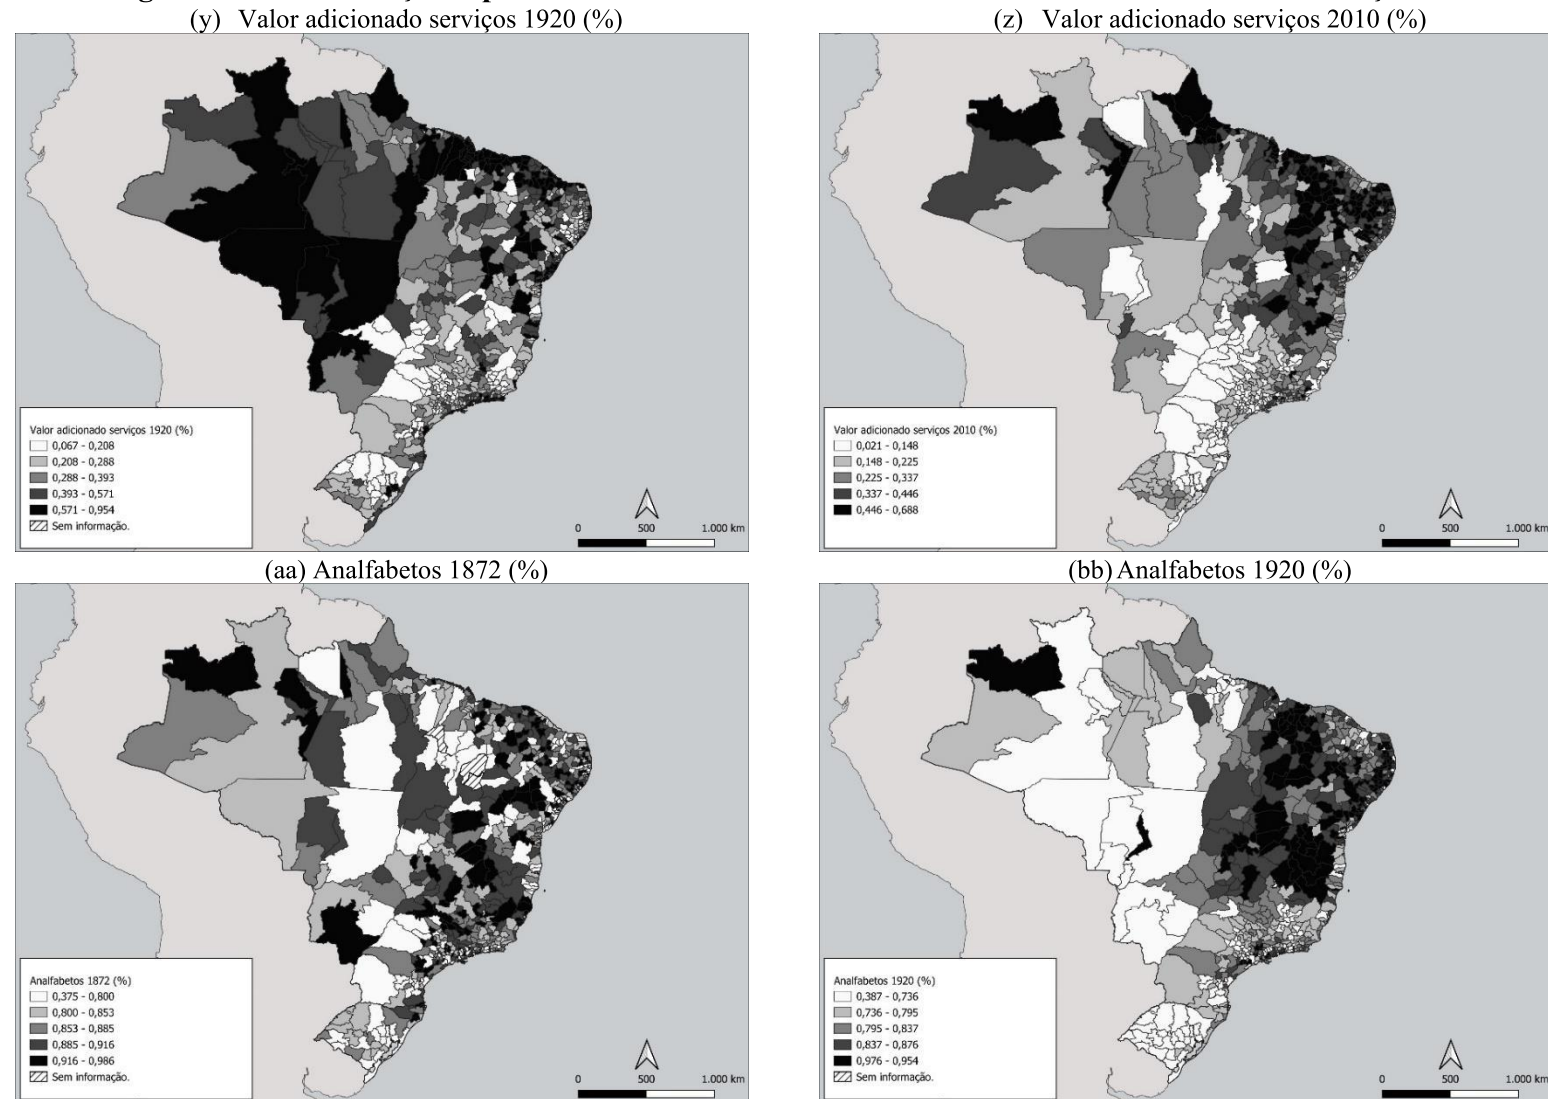 (y) Valor adicionado serviços 1920 (%)
Valor adicionado serviços 1920 (%)
0,067 - 0,208
0,208 - 0,288
0,288 - 0,393
0,393 - 0,571
0,571 - 0,954
Sem informação.
0 500 1.000 km
(z) Valor adicionado serviços 2010 (%)
Valor adicionado serviços 2010 (%)
0,021 - 0,148
0,148 - 0,225
0,225 - 0,337
0,337 - 0,446
0,446 - 0,688
0 500 1.000 km
(aa) Analfabetos 1872 (%)
Analfabetos 1872 (%)
0,375 - 0,800
0,800 - 0,853
0,853 - 0,885
0,885 - 0,916
0,916 - 0,986
Sem informação.
0 500 1.000 km
(bb) Analfabetos 1920 (%)
Analfabetos 1920 (%)
0,387 - 0,736
0,736 - 0,795
0,795 - 0,837
0,837 - 0,876
0,976 - 0,954
Sem informação.
0 500 1.000 km